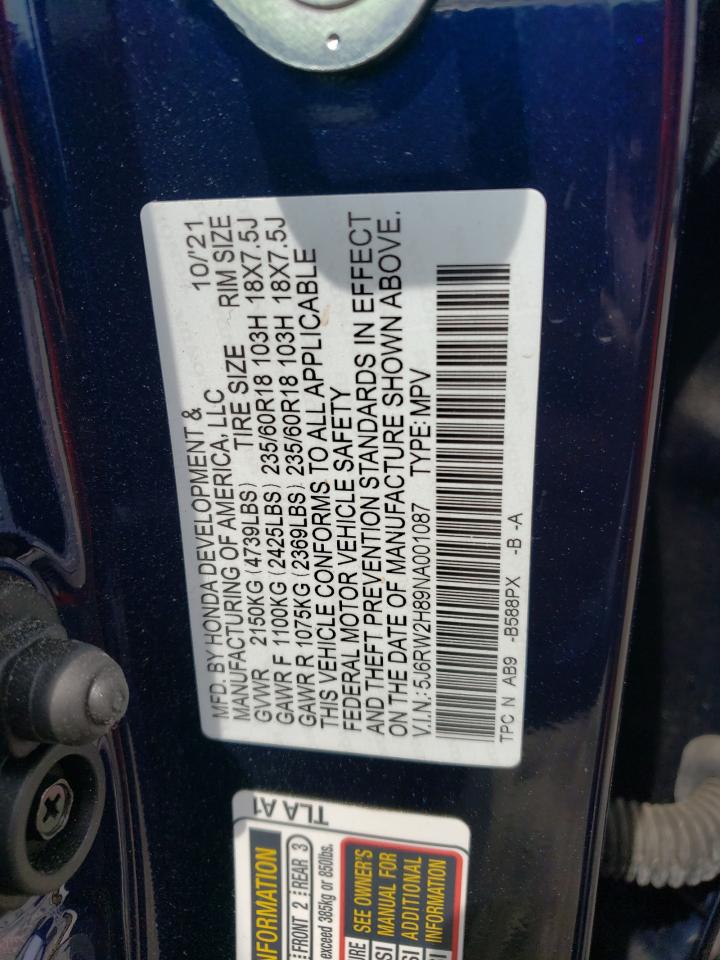 MFD. BY HONDA DEVELOPMENT &
MANUFACTURING OF AMERICA, LLC 10/'21
GVWR 2150KG (4739LBS) TIRE SIZE RIM SIZE
GAWR F 1100KG (2425LBS) 235/60R18 103H 18X7.5J
GAWR R 1075KG (2369LBS) 235/60R18 103H 18X7.5J
THIS VEHICLE CONFORMS TO ALL APPLICABLE
FEDERAL MOTOR VEHICLE SAFETY
AND THEFT PREVENTION STANDARDS IN EFFECT
ON THE DATE OF MANUFACTURE SHOWN ABOVE.
V.I.N.: 5J6RW2H89NA001087 TYPE: MPV
TPC N AB9 -B588PX -B -A
TLA A1
INFORMATION
FRONT 2 REAR 3
exceed 385kg or 850lbs.
SEE OWNER'S
MANUAL FOR
ADDITIONAL
INFORMATION